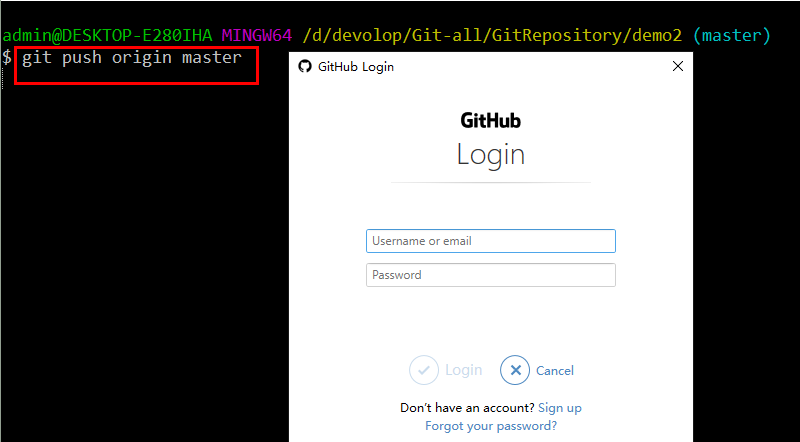 admin@DESKTOP-E280IHA MINGW64 /d/devolop/Git-all/GitRepository/demo2 (master)
$ git push origin master
GitHub Login
GitHub
Login
Username or email
Password
Login Cancel
Don't have an account? Sign up
Forgot your password?